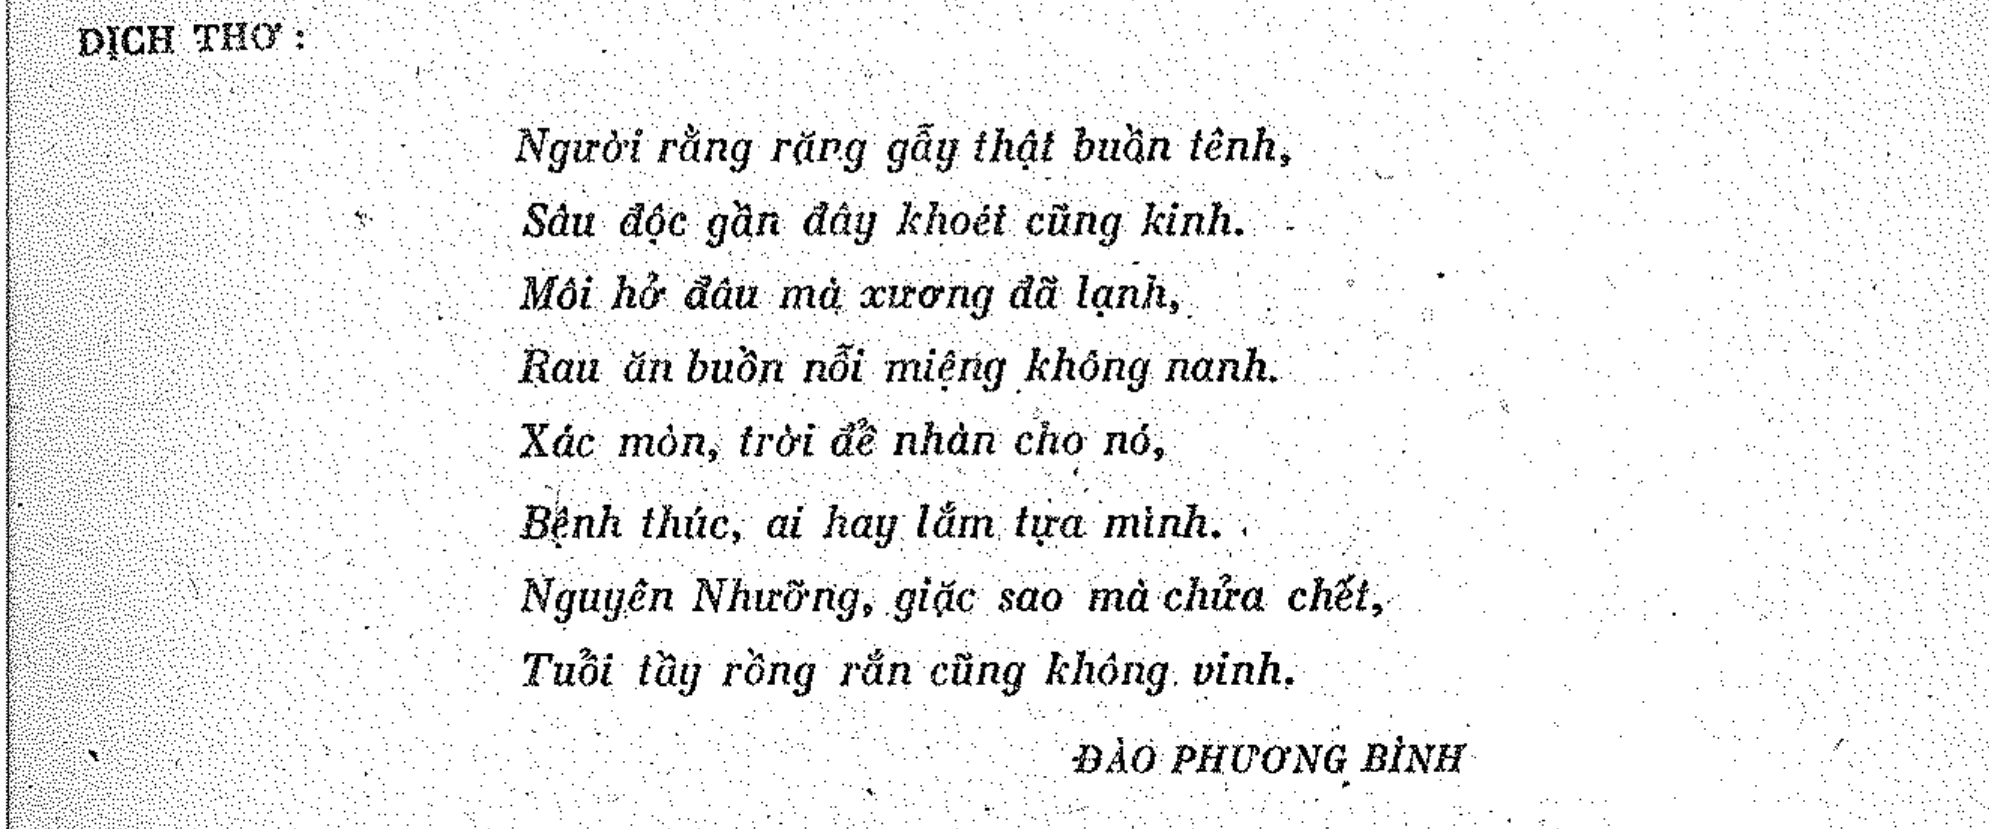 DỊCH THƠ :
Người rằng răng gẫy thật buồn tênh,
Sâu độc gần đây khoét cũng kinh.
Môi hở đâu mà xương đã lạnh,
Rau ăn buồn nỗi miệng không nanh.
Xác mòn, trời để nhàn cho nó,
Bệnh thúc, ai hay lắm tựa mình.
Nguyên Nhưỡng, giặc sao mà chửa chết,
Tuổi tầy rồng rắn cũng không vinh.
ĐÀO PHƯƠNG BÌNH